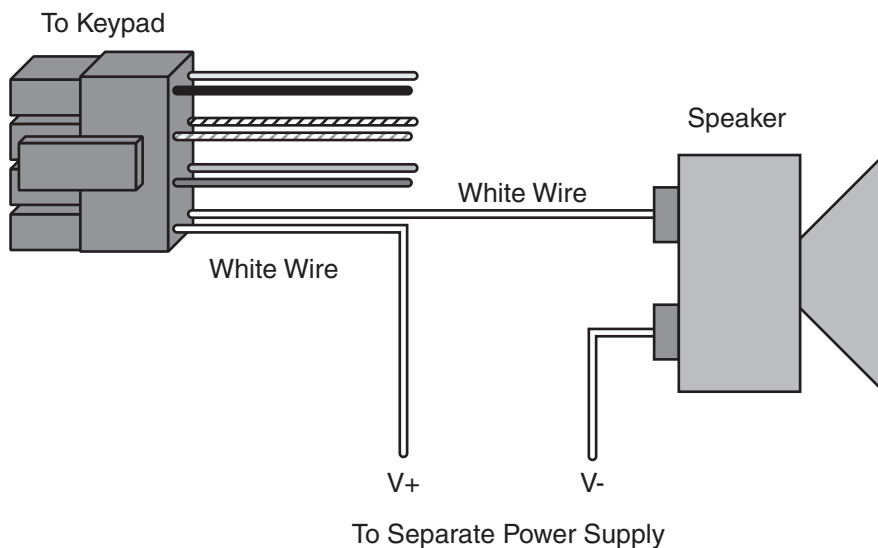 To Keypad
Speaker
White Wire
White Wire
V+
V-
To Separate Power Supply